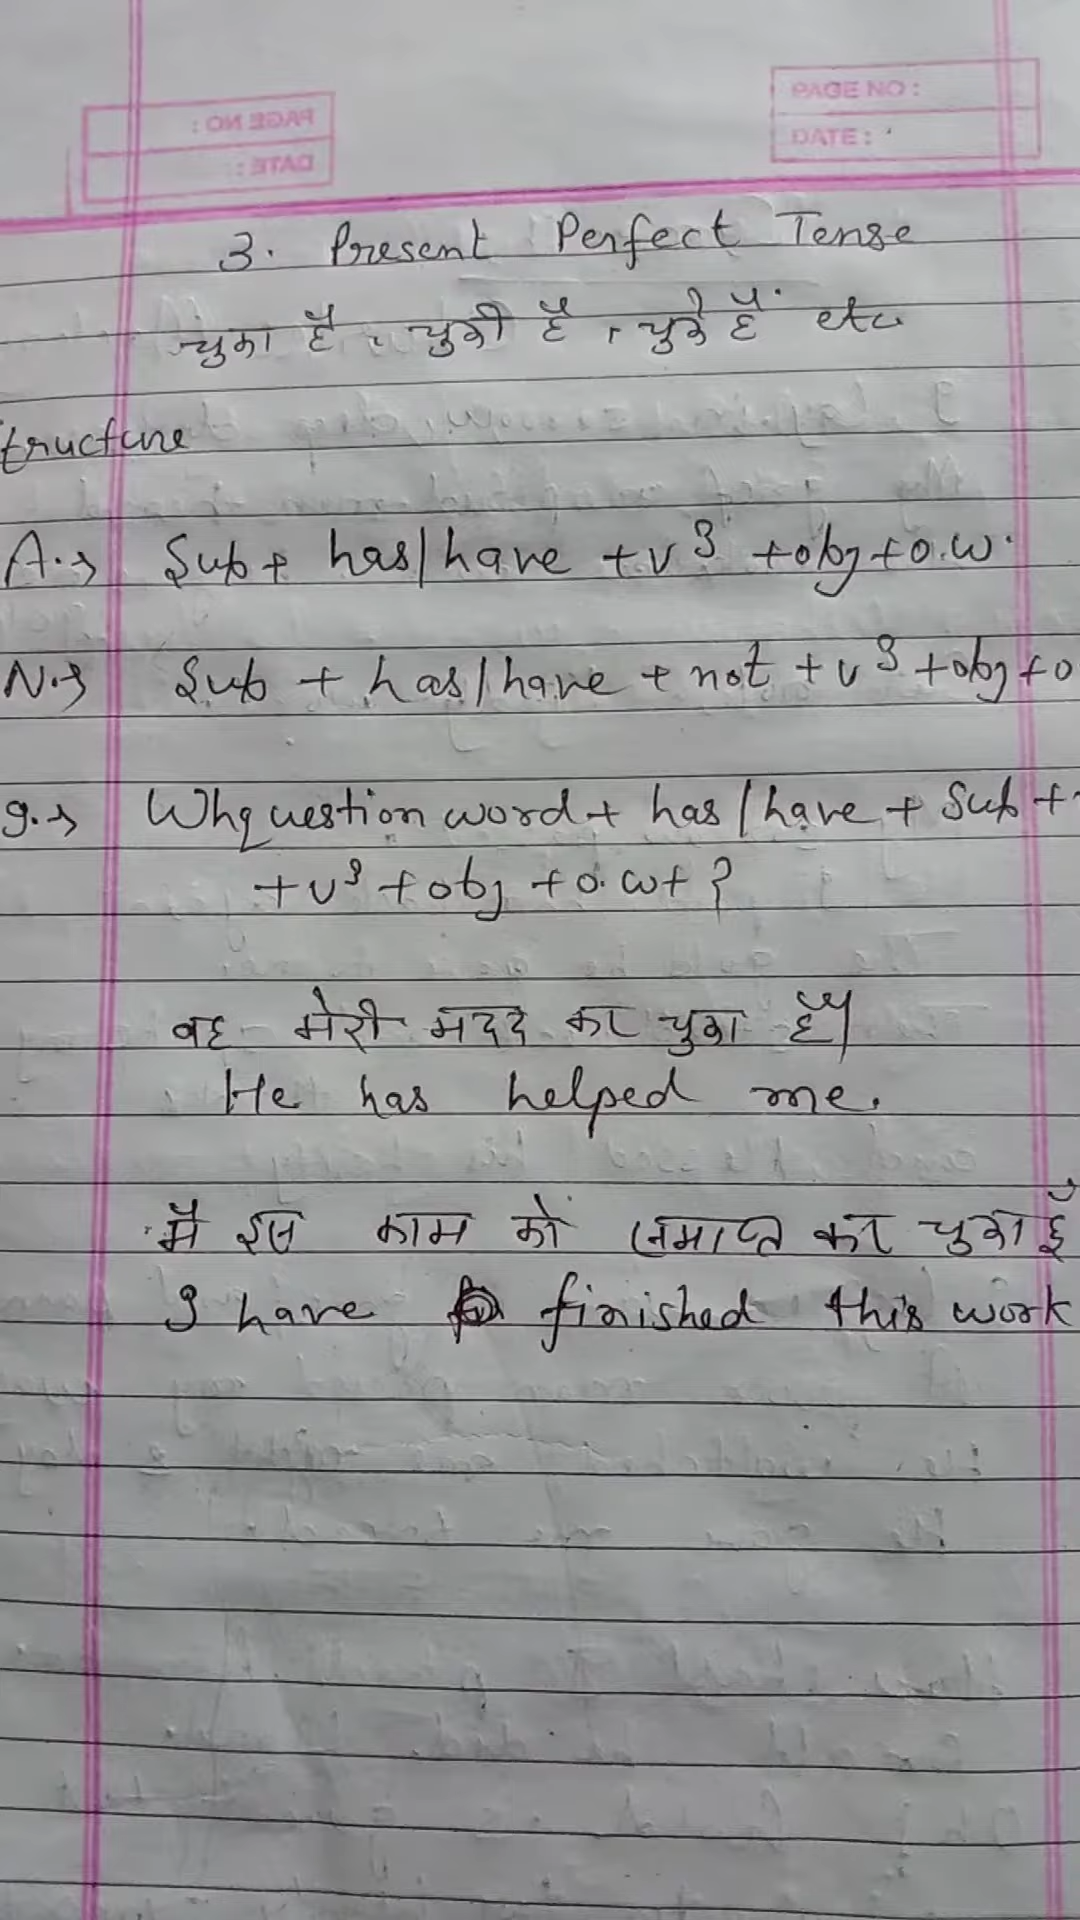 PAGE NO :
DATE :
PAGE NO :
DATE :
3. Present Perfect Tense
चुका है, चुकी है, चुके हैं etc
tructure
A.→ Sub + has/have + v3 + obj + o.w.
N.→ Sub + has/have + not + v3 + obj + o
g.→ Whquestion word + has/have + Sub +
+ v3 + obj + o.w + ?
वह मेरी मदद कर चुका है।
He has helped me.
मै इस काम को समाप्त कर चुका हूँ
I have finished this work